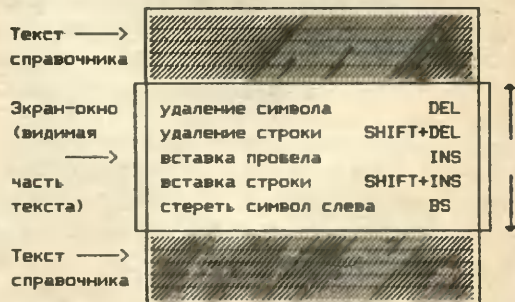 Текст
справочника
Экран-окно
(видимая
часть
текста)
удаление символа DEL
удаление строки SHIFT+DEL
вставка пробела INS
вставка строки SHIFT+INS
стереть символ слева BS
Текст
справочника